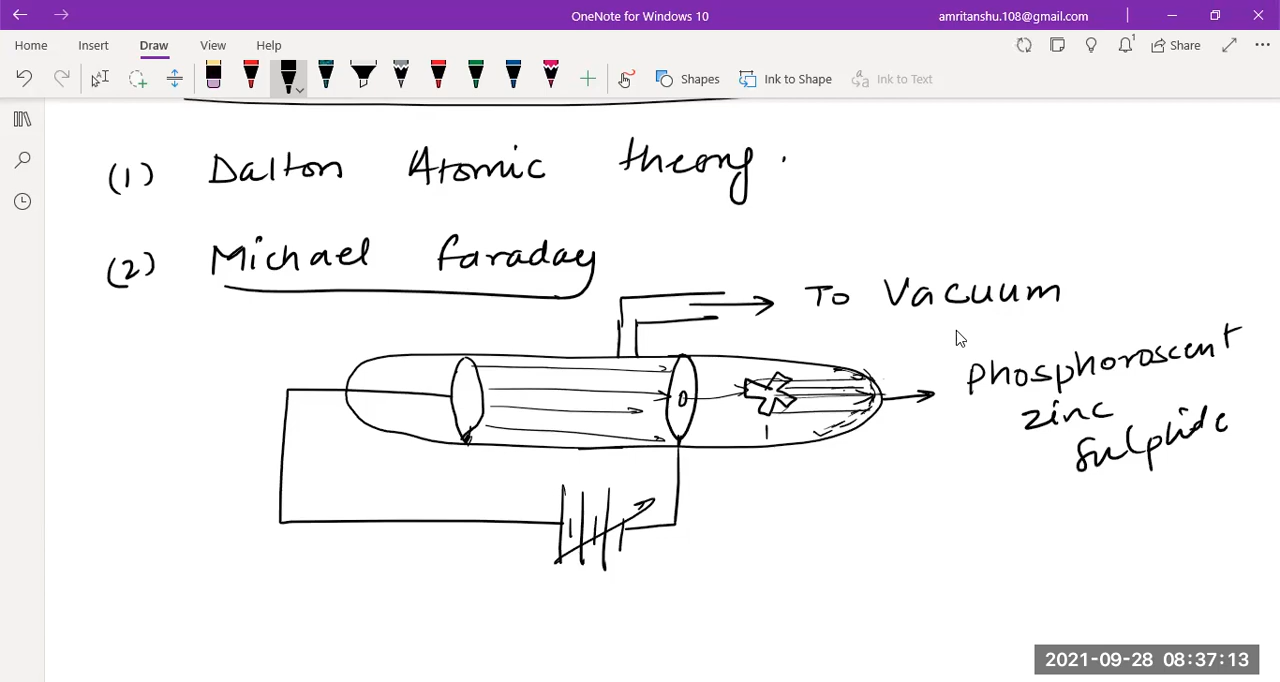 OneNote for Windows 10
amritanshu.108@gmail.com
Home Insert Draw View Help
Share
Shapes Ink to Shape Ink to Text
(1) Dalton Atomic theory.
(2) Michael faraday
To Vacuum
Phosphoroscent
zinc
Sulphide
2021-09-28 08:37:13